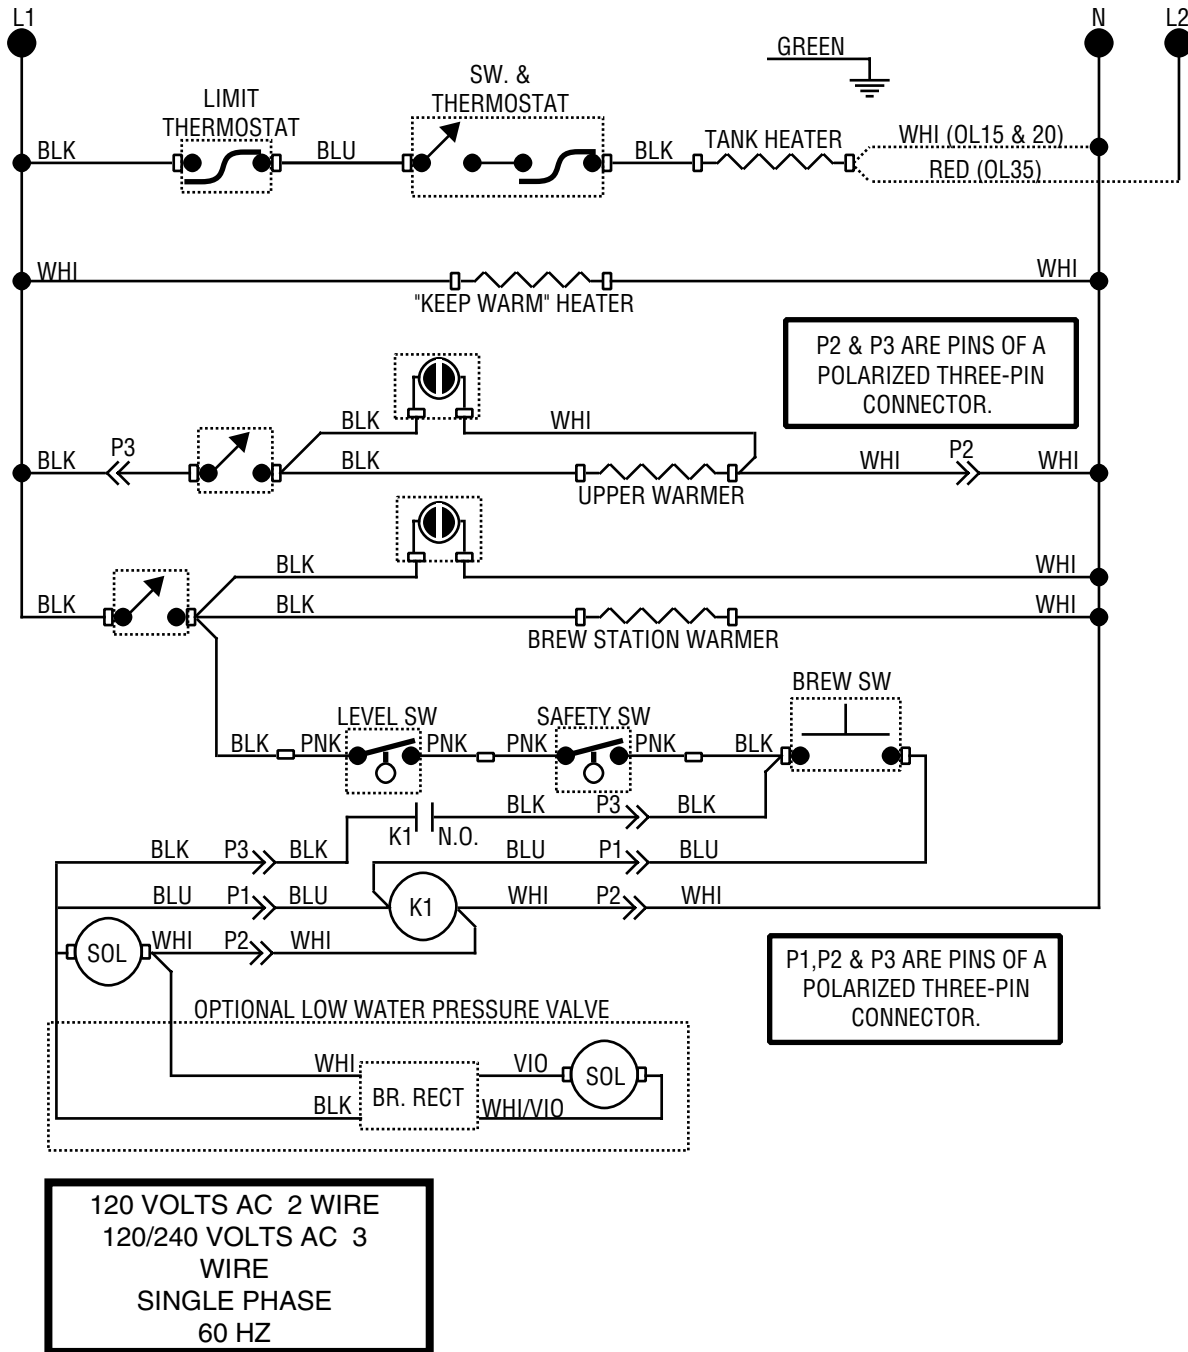 L1
N
L2
GREEN
SW. &
THERMOSTAT
LIMIT
THERMOSTAT
BLK
BLU
BLK
TANK HEATER
WHI (OL15 & 20)
RED (OL35)
WHI
WHI
"KEEP WARM" HEATER
P2 & P3 ARE PINS OF A
POLARIZED THREE-PIN
CONNECTOR.
BLK
WHI
BLK
P3
BLK
WHI
P2
WHI
UPPER WARMER
BLK
WHI
BLK
BLK
WHI
BREW STATION WARMER
BREW SW
LEVEL SW
SAFETY SW
BLK
PNK
PNK
PNK
PNK
BLK
BLK
P3
BLK
K1
N.O.
BLK
P3
BLK
BLU
P1
BLU
BLU
P1
BLU
K1
WHI
P2
WHI
SOL
WHI
P2
WHI
P1,P2 & P3 ARE PINS OF A
POLARIZED THREE-PIN
CONNECTOR.
OPTIONAL LOW WATER PRESSURE VALVE
WHI
BR. RECT
VIO
SOL
BLK
WHI/VIO
120 VOLTS AC 2 WIRE
120/240 VOLTS AC 3
WIRE
SINGLE PHASE
60 HZ